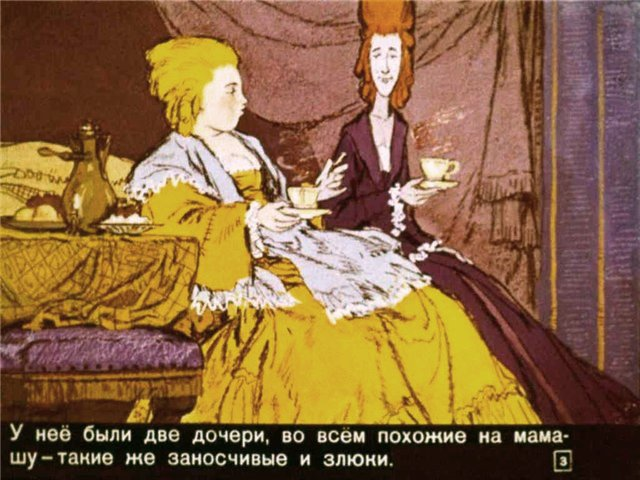 У неё были две дочери, во всём похожие на мама-
шу – такие же заносчивые и злюки.
3